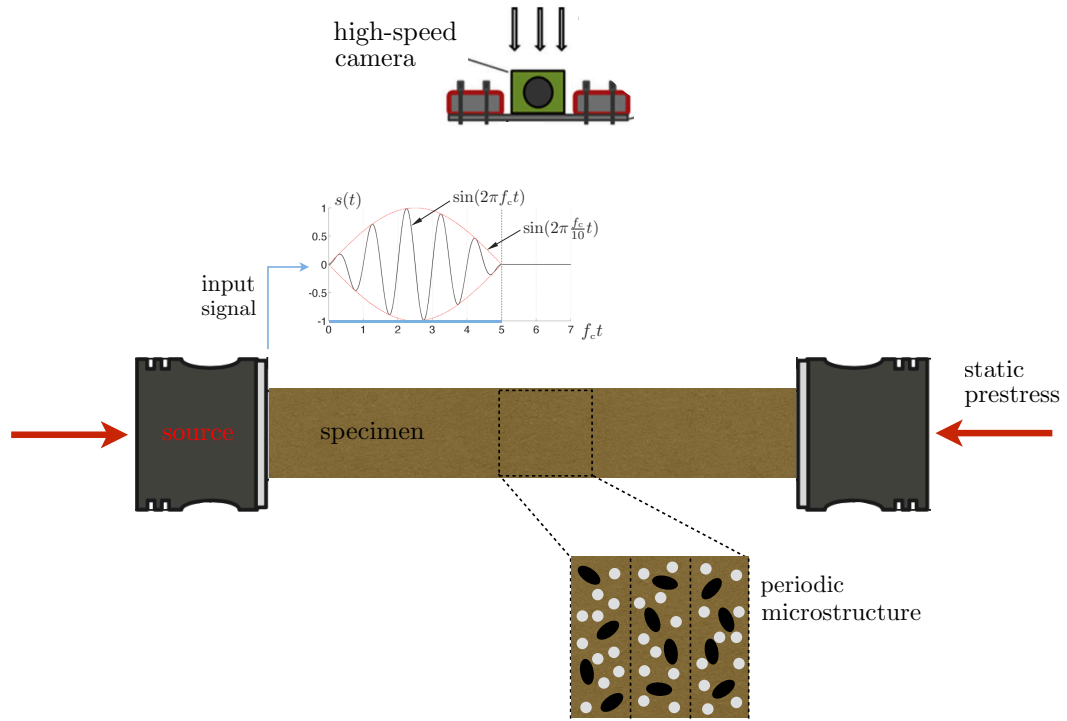 high-speed
camera
s(t)
sin(2πf_c t)
sin(2π f_c/10 t)
1
0.5
0
-0.5
-1
0 1 2 3 4 5 6 7 f_c t
input
signal
static
prestress
source
specimen
periodic
microstructure